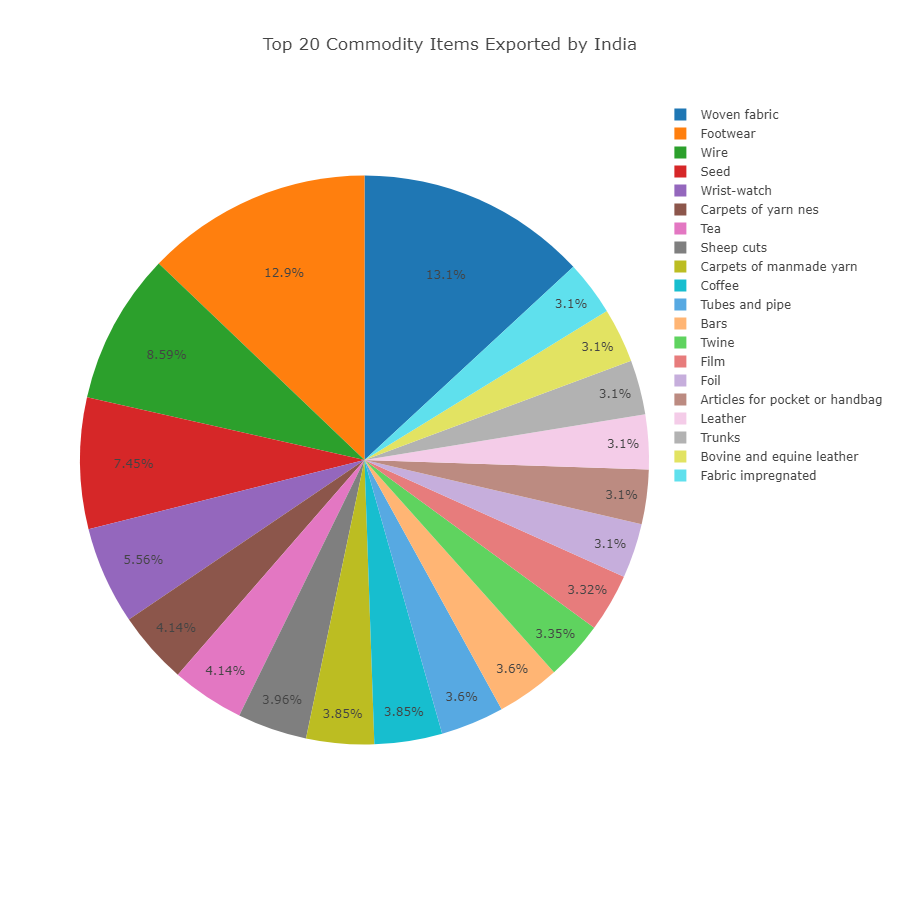 Top 20 Commodity Items Exported by India
Woven fabric
Footwear
Wire
Seed
Wrist-watch
Carpets of yarn nes
Tea
Sheep cuts
Carpets of manmade yarn
Coffee
Tubes and pipe
Bars
Twine
Film
Foil
Articles for pocket or handbag
Leather
Trunks
Bovine and equine leather
Fabric impregnated
13.1%
12.9%
8.59%
7.45%
5.56%
4.14%
4.14%
3.96%
3.85%
3.85%
3.6%
3.6%
3.35%
3.32%
3.1%
3.1%
3.1%
3.1%
3.1%
3.1%